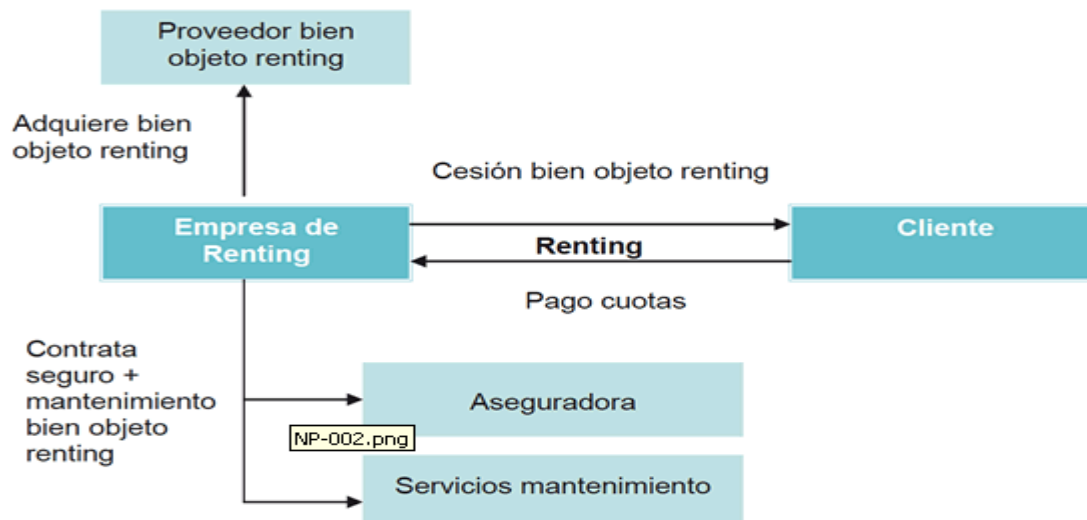 Proveedor bien
objeto renting
Adquiere bien
objeto renting
Cesión bien objeto renting
Empresa de
Renting
Renting
Cliente
Pago cuotas
Contrata
seguro +
mantenimiento
bien objeto
renting
Aseguradora
NP-002.png
Servicios mantenimiento